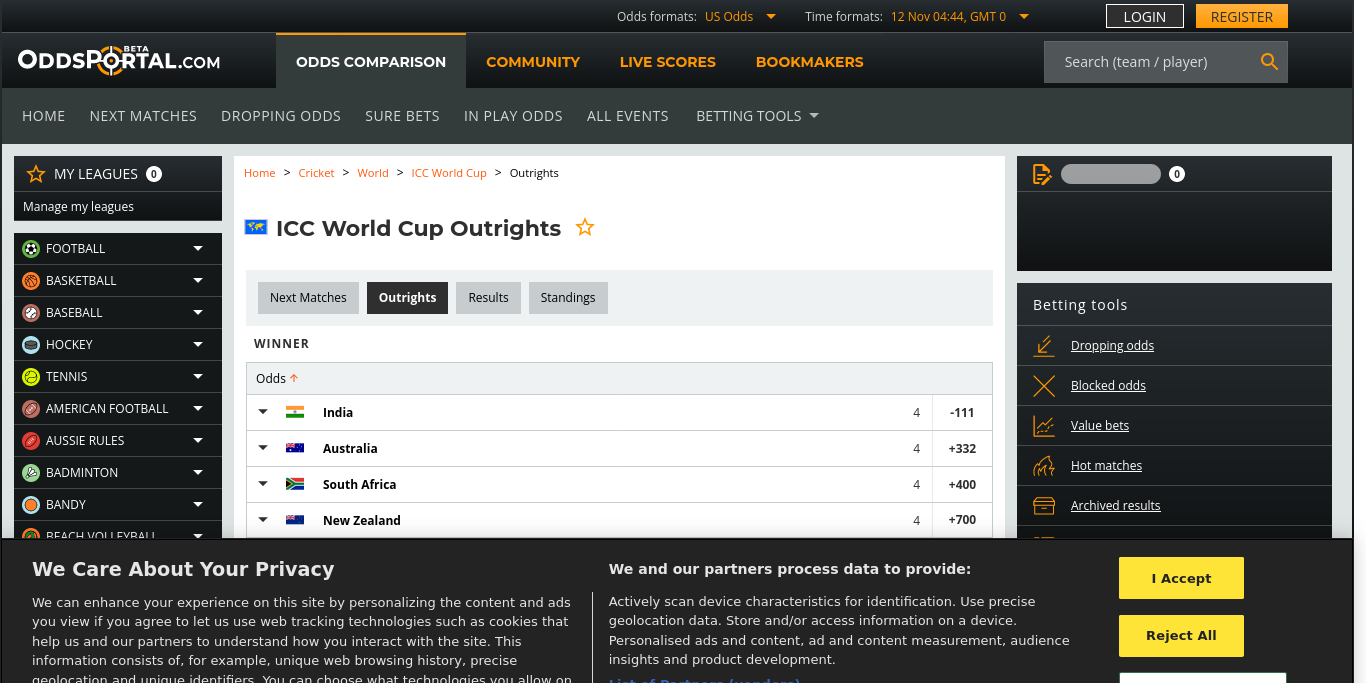 Odds formats: US Odds Time formats: 12 Nov 04:44, GMT 0 LOGIN REGISTER
ODDSPORTAL.COM BETA ODDS COMPARISON COMMUNITY LIVE SCORES BOOKMAKERS Search (team / player)
HOME NEXT MATCHES DROPPING ODDS SURE BETS IN PLAY ODDS ALL EVENTS BETTING TOOLS
MY LEAGUES 0
Manage my leagues
FOOTBALL
BASKETBALL
BASEBALL
HOCKEY
TENNIS
AMERICAN FOOTBALL
AUSSIE RULES
BADMINTON
BANDY
BEACH VOLLEYBALL
Home > Cricket > World > ICC World Cup > Outrights
ICC World Cup Outrights
Next Matches Outrights Results Standings
WINNER
Odds
India 4 -111
Australia 4 +332
South Africa 4 +400
New Zealand 4 +700
0
Betting tools
Dropping odds
Blocked odds
Value bets
Hot matches
Archived results
We Care About Your Privacy
We can enhance your experience on this site by personalizing the content and ads
you view if you agree to let us use web tracking technologies such as cookies that
help us and our partners to understand how you interact with the site. This
information consists of, for example, unique web browsing history, precise
geolocation and unique identifiers. You can choose what technologies you allow on
We and our partners process data to provide:
Actively scan device characteristics for identification. Use precise
geolocation data. Store and/or access information on a device.
Personalised ads and content, ad and content measurement, audience
insights and product development.
List of Partners (vendors)
I Accept
Reject All